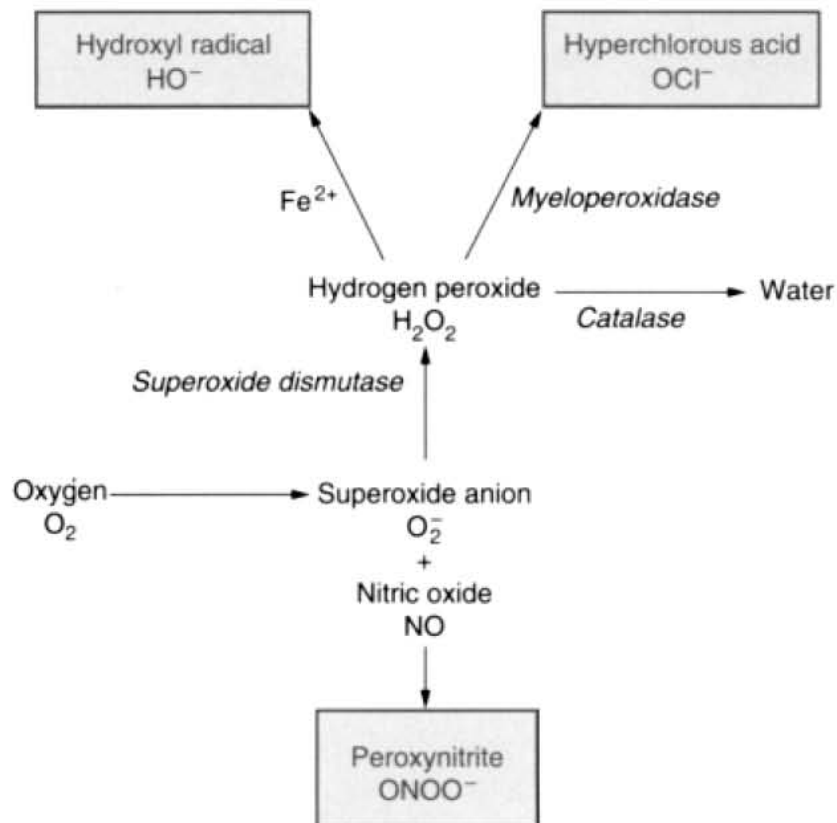 Hydroxyl radical
HO⁻
Hyperchlorous acid
OCl⁻
Fe²⁺
Myeloperoxidase
Hydrogen peroxide
H₂O₂
Catalase
Water
Superoxide dismutase
Oxygen
O₂
Superoxide anion
O₂⁻
+
Nitric oxide
NO
Peroxynitrite
ONOO⁻